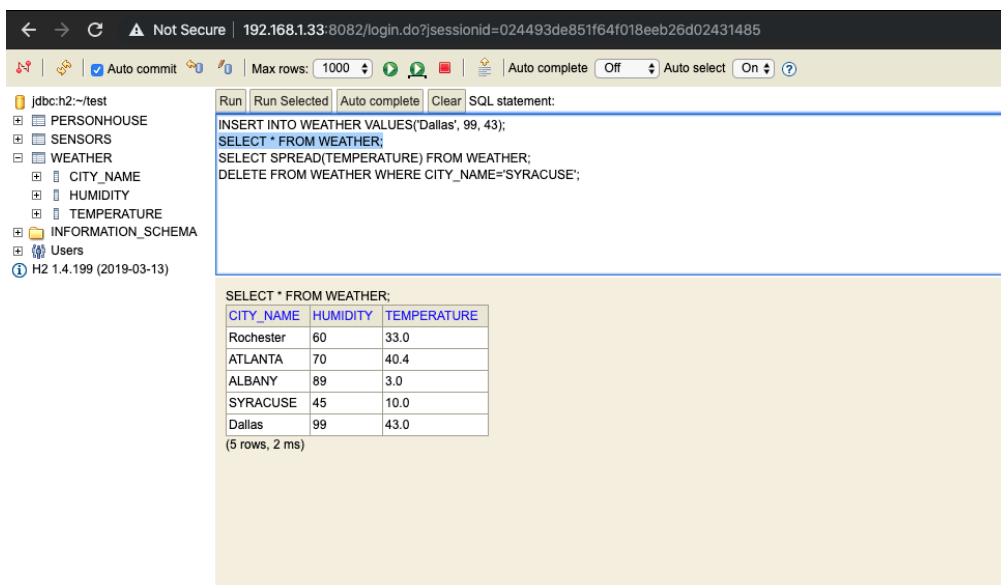 Not Secure | 192.168.1.33:8082/login.do?jsessionid=024493de851f64f018eeb26d02431485
Auto commit Max rows: 1000 Auto complete Off Auto select On ?
jdbc:h2:~/test
PERSONHOUSE
SENSORS
WEATHER
CITY_NAME
HUMIDITY
TEMPERATURE
INFORMATION_SCHEMA
Users
H2 1.4.199 (2019-03-13)
Run Run Selected Auto complete Clear SQL statement:
INSERT INTO WEATHER VALUES('Dallas', 99, 43);
SELECT * FROM WEATHER;
SELECT SPREAD(TEMPERATURE) FROM WEATHER;
DELETE FROM WEATHER WHERE CITY_NAME='SYRACUSE';
SELECT * FROM WEATHER;
CITY_NAME HUMIDITY TEMPERATURE
Rochester 60 33.0
ATLANTA 70 40.4
ALBANY 89 3.0
SYRACUSE 45 10.0
Dallas 99 43.0
(5 rows, 2 ms)